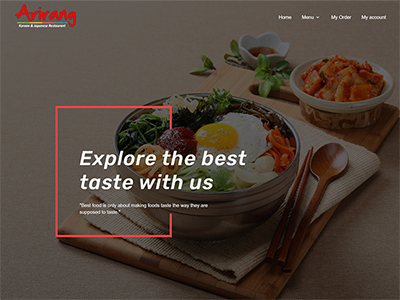 Arirang
Korean & Japanese Restaurant
Home
Menu
My Order
My account
Explore the best
taste with us
"Best food is only about making foods taste the way they are
supposed to taste."